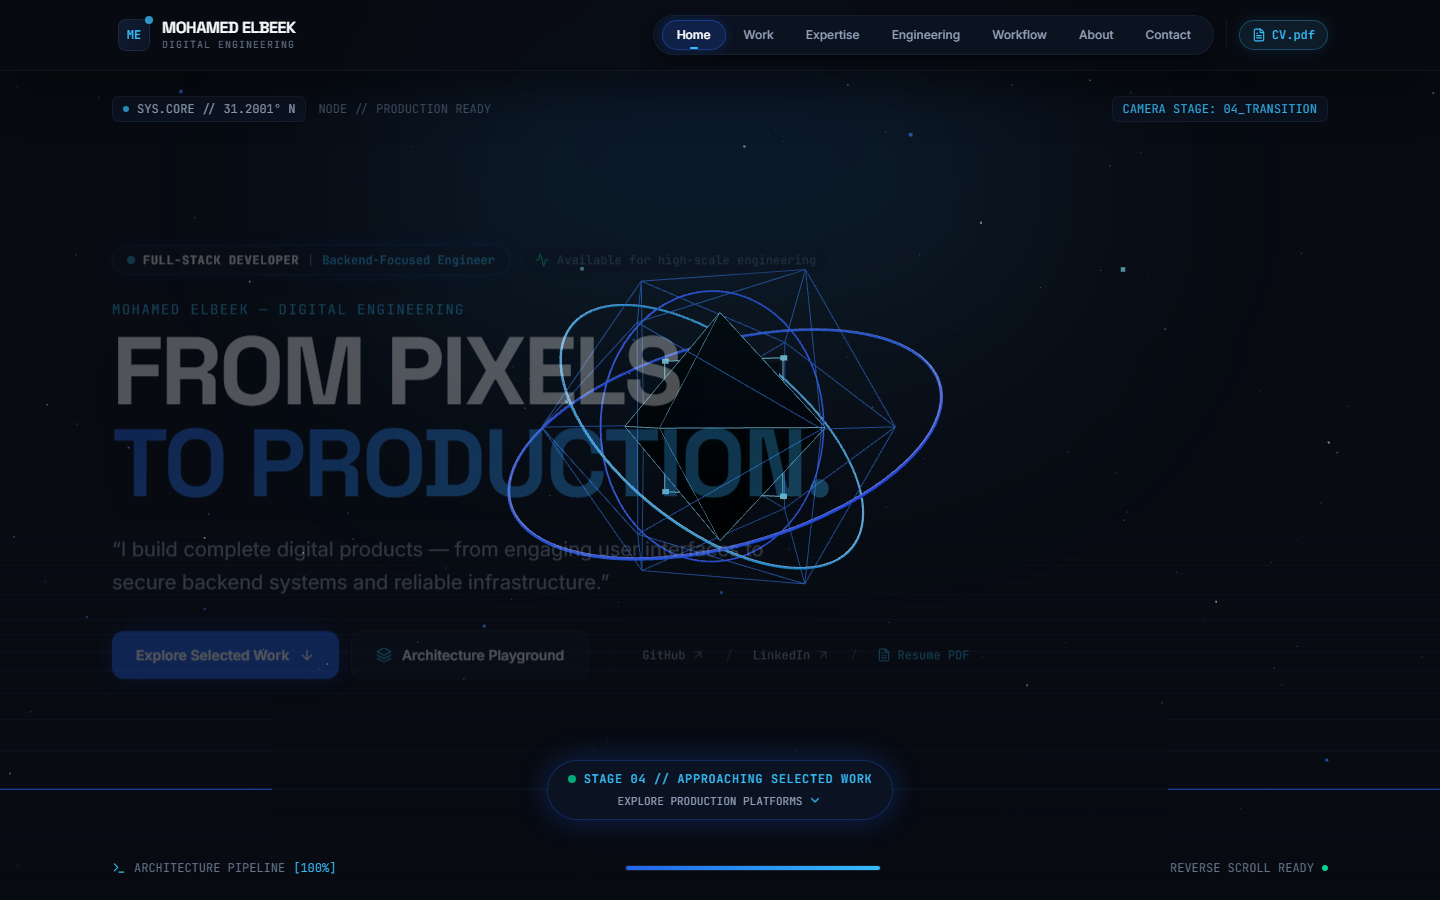 ME
MOHAMED ELBEEK
DIGITAL ENGINEERING
Home Work Expertise Engineering Workflow About Contact
CV.pdf
SYS.CORE // 31.2001° N
NODE // PRODUCTION READY
CAMERA STAGE: 04_TRANSITION
FULL-STACK DEVELOPER | Backend-Focused Engineer
Available for high-scale engineering
MOHAMED ELBEEK — DIGITAL ENGINEERING
FROM PIXELS
TO PRODUCTION.
“I build complete digital products — from engaging user interfaces to
secure backend systems and reliable infrastructure.”
Explore Selected Work ↓
Architecture Playground
GitHub ↗ / LinkedIn ↗ / Resume PDF
STAGE 04 // APPROACHING SELECTED WORK
EXPLORE PRODUCTION PLATFORMS
ARCHITECTURE PIPELINE [100%]
REVERSE SCROLL READY